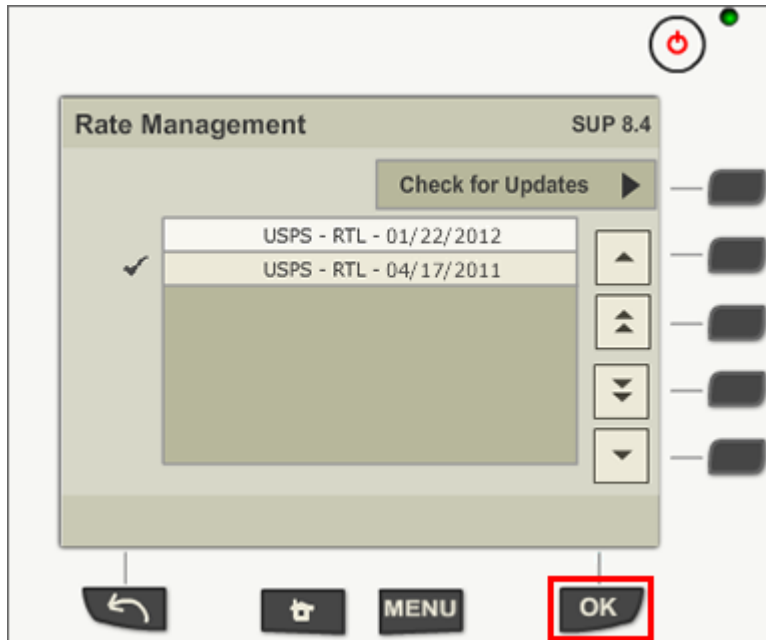 Rate Management SUP 8.4
Check for Updates
USPS - RTL - 01/22/2012
USPS - RTL - 04/17/2011
MENU OK